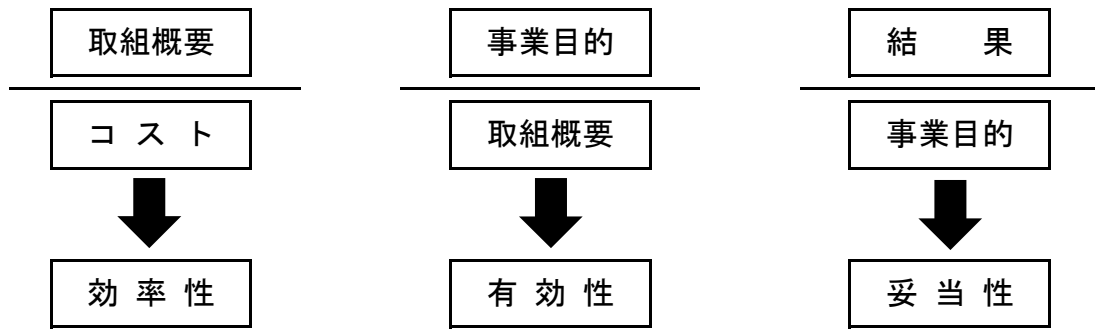 取組概要 事業目的 結果
コスト 取組概要 事業目的
効率性 有効性 妥当性